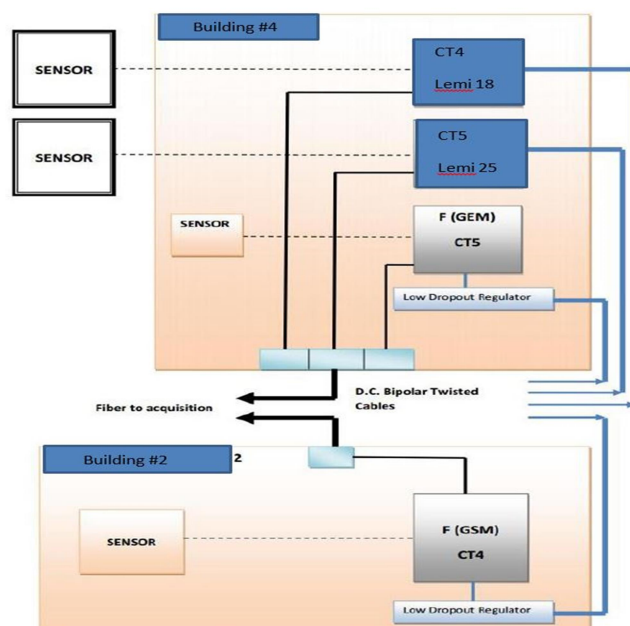 Building #4
CT4
Lemi 18
SENSOR
SENSOR
CT5
Lemi 25
SENSOR
F (GEM)
CT5
Low Dropout Regulator
D.C. Bipolar Twisted
Cables
Fiber to acquisition
Building #2
2
SENSOR
F (GSM)
CT4
Low Dropout Regulator